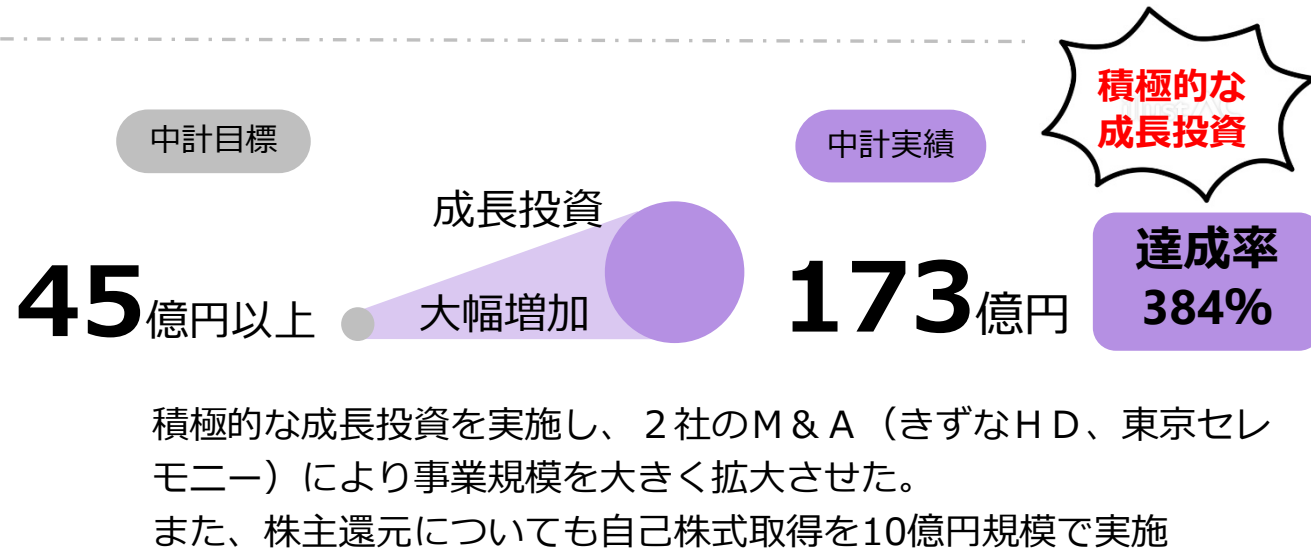 積極的な
成長投資
中計目標
中計実績
成長投資
大幅増加
45億円以上
173億円
達成率
384%
積極的な成長投資を実施し、２社のＭ＆Ａ（きずなＨＤ、東京セレ
モニー）により事業規模を大きく拡大させた。
また、株主還元についても自己株式取得を10億円規模で実施